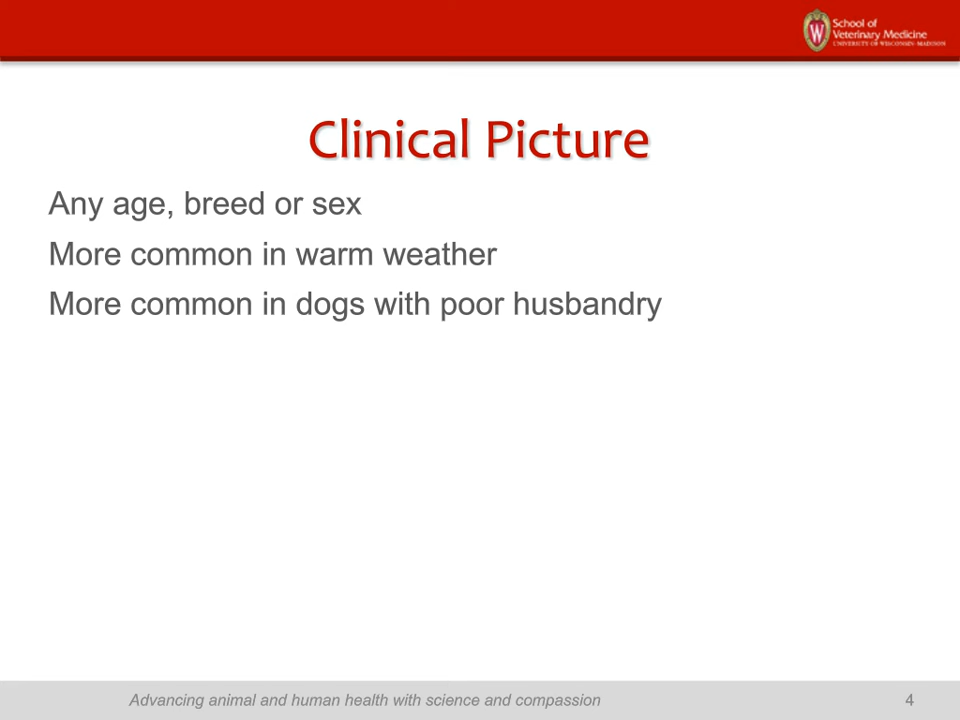 School of
Veterinary Medicine
UNIVERSITY OF WISCONSIN-MADISON
Clinical Picture
Any age, breed or sex
More common in warm weather
More common in dogs with poor husbandry
Advancing animal and human health with science and compassion
4